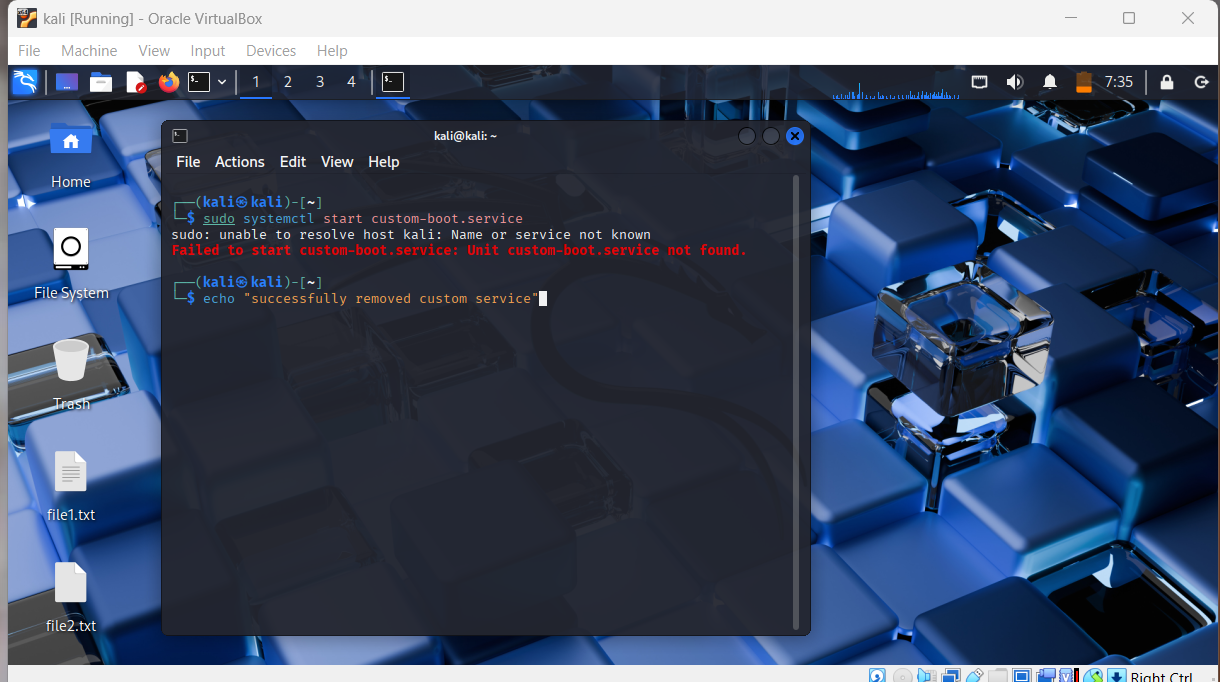 kali [Running] - Oracle VirtualBox
File Machine View Input Devices Help
1 2 3 4 7:35
kali@kali: ~
File Actions Edit View Help
Home
┌──(kali㉿kali)-[~]
└─$ sudo systemctl start custom-boot.service
sudo: unable to resolve host kali: Name or service not known
Failed to start custom-boot.service: Unit custom-boot.service not found.
┌──(kali㉿kali)-[~]
└─$ echo "successfully removed custom service"
File System
Trash
file1.txt
file2.txt
Right Ctrl